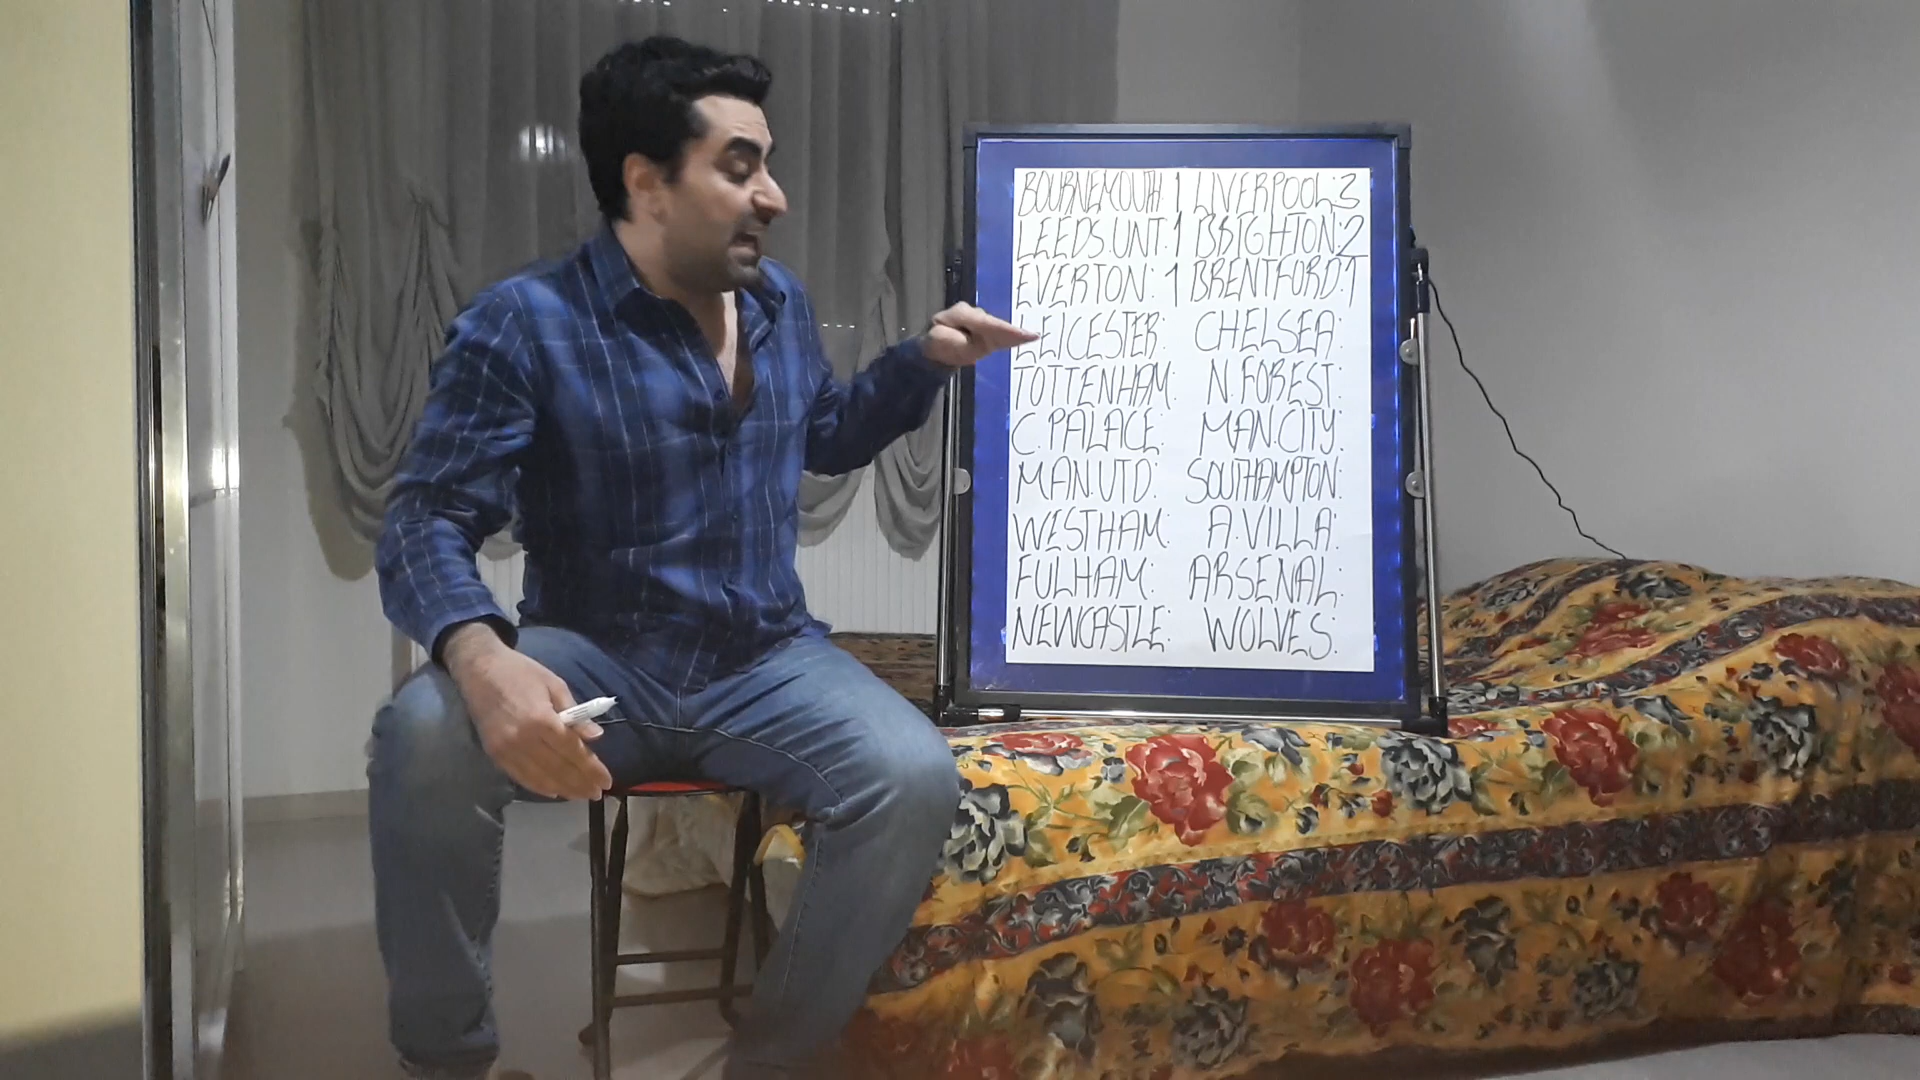 BOURNEMOUTH: 1 LIVERPOOL: 3
LEEDS.UNT: 1 BRIGHTON: 2
EVERTON: 1 BRENTFORD: 1
LEICESTER: CHELSEA:
TOTTENHAM: N.FOREST:
C.PALACE: MAN.CITY:
MAN.UTD: SOUTHAMPTON:
WESTHAM: A.VILLA:
FULHAM: ARSENAL:
NEWCASTLE: WOLVES: